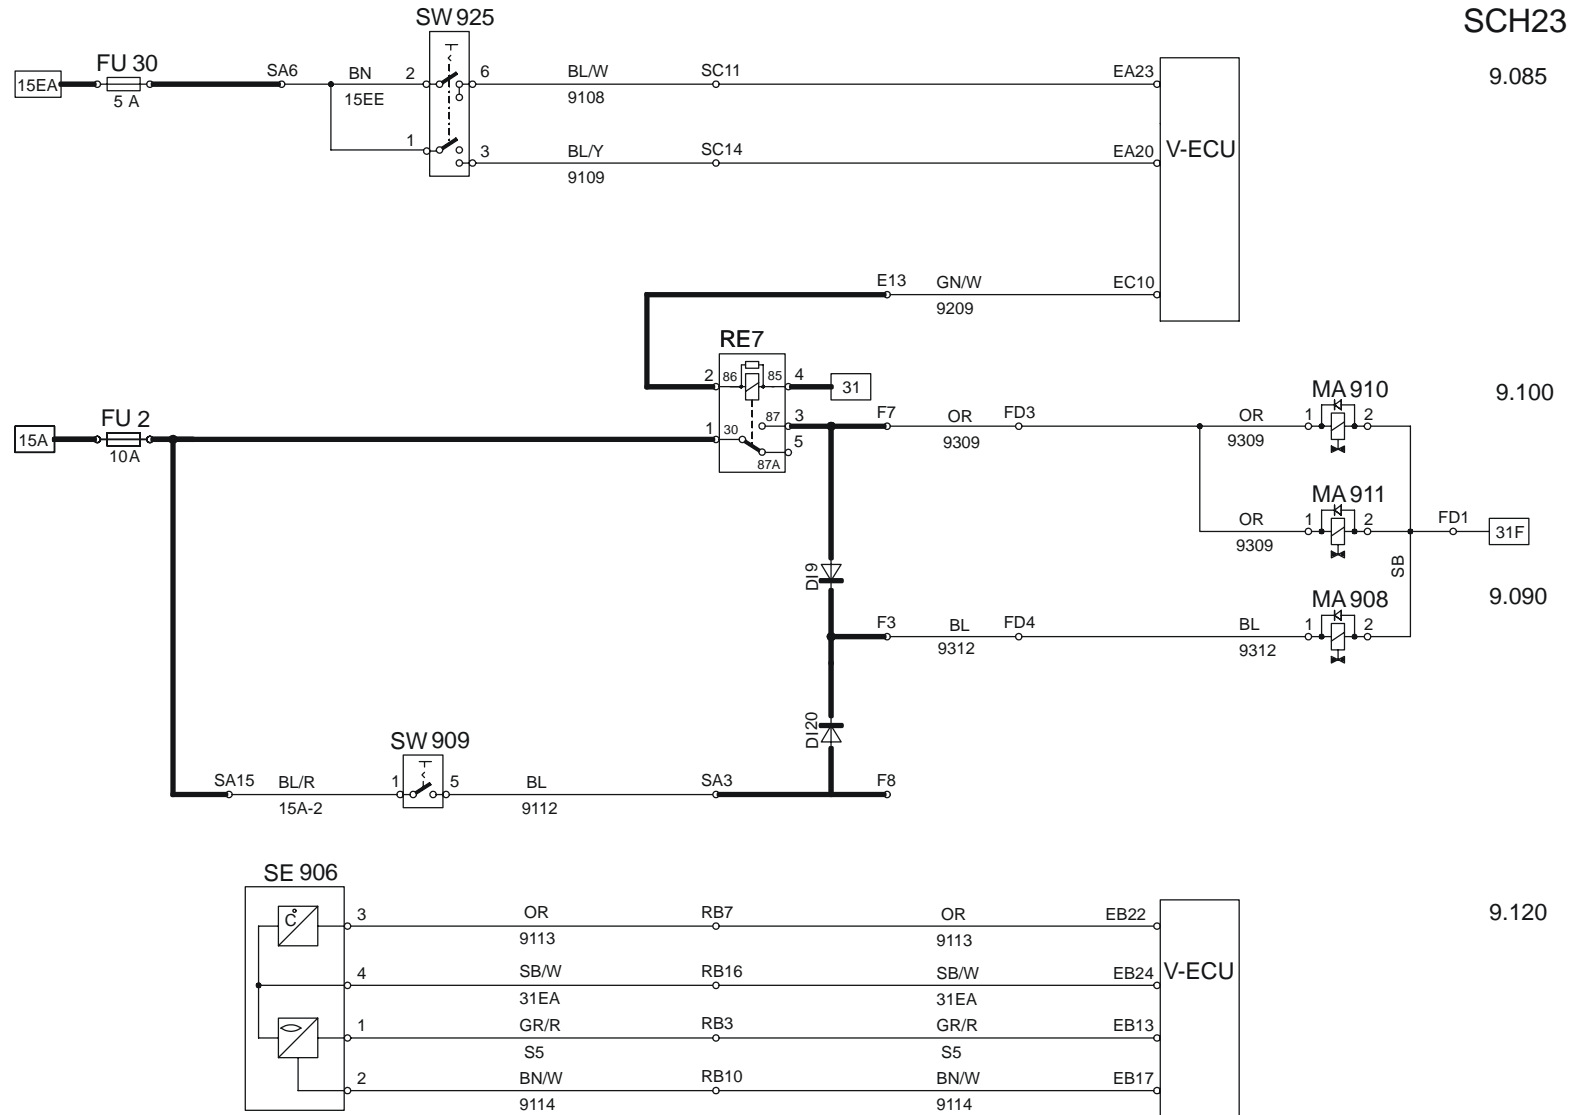 SCH23
SW 925
FU 30
15EA
5 A
SA6
BN
15EE
2
6
BL/W
9108
SC11
EA23
9.085
1
3
BL/Y
9109
SC14
EA20
V-ECU
E13
GN/W
9209
EC10
RE7
2
86
85
4
31
FU 2
15A
10A
1
30
87
3
5
87A
F7
OR
9309
FD3
OR
9309
1
MA 910
2
9.100
MA 911
OR
9309
1
2
FD1
31F
SB
DI9
9.090
F3
BL
9312
FD4
BL
9312
MA 908
1
2
DI20
SW 909
SA15
BL/R
15A-2
1
5
BL
9112
SA3
F8
SE 906
C°
3
OR
9113
RB7
OR
9113
EB22
9.120
4
SB/W
31EA
RB16
SB/W
31EA
EB24
V-ECU
1
GR/R
S5
RB3
GR/R
S5
EB13
2
BN/W
9114
RB10
BN/W
9114
EB17